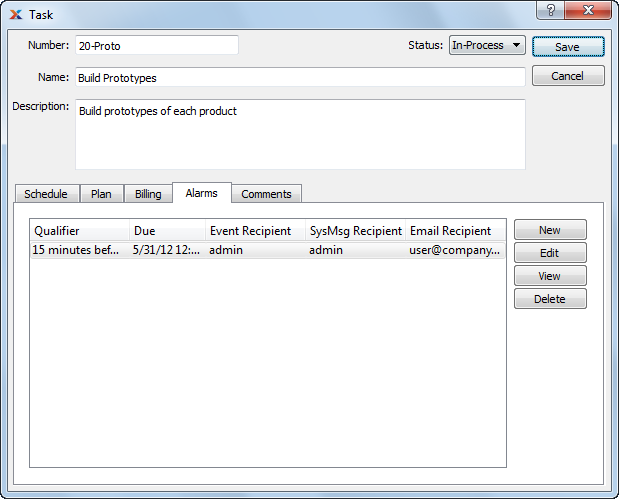 Task ?
Number: 20-Proto Status: In-Process Save
Name: Build Prototypes Cancel
Description: Build prototypes of each product
Schedule Plan Billing Alarms Comments
Qualifier Due Event Recipient SysMsg Recipient Email Recipient New
15 minutes bef... 5/31/12 12:... admin admin user@company... Edit
View
Delete